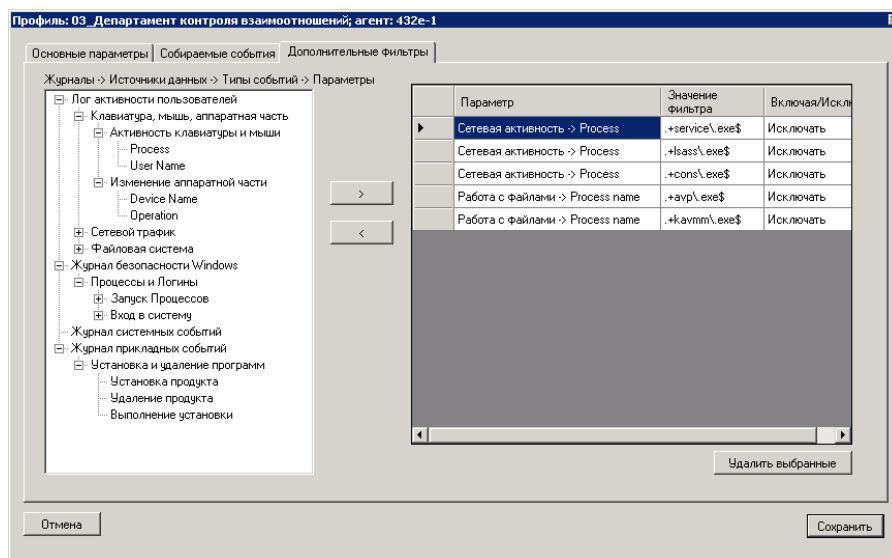 Профиль: 03_Департамент контроля взаимоотношений; агент: 432e-1
Основные параметры
Собираемые события
Дополнительные фильтры
Журналы -> Источники данных -> Типы событий -> Параметры
Лог активности пользователей
Клавиатура, мышь, аппаратная часть
Активность клавиатуры и мыши
Process
User Name
Изменение аппаратной части
Device Name
Operation
Сетевой трафик
Файловая система
Журнал безопасности Windows
Процессы и Логины
Запуск Процессов
Вход в систему
Журнал системных событий
Журнал прикладных событий
Установка и удаление программ
Установка продукта
Удаление продукта
Выполнение установки
>
<
Параметр Значение фильтра Включая/Исклю
Сетевая активность -> Process .+service\.exe$ Исключать
Сетевая активность -> Process .+lsass\.exe$ Исключать
Сетевая активность -> Process .+cons\.exe$ Исключать
Работа с файлами -> Process name .+avp\.exe$ Исключать
Работа с файлами -> Process name .+kavmm\.exe$ Исключать
Удалить выбранные
Отмена
Сохранить